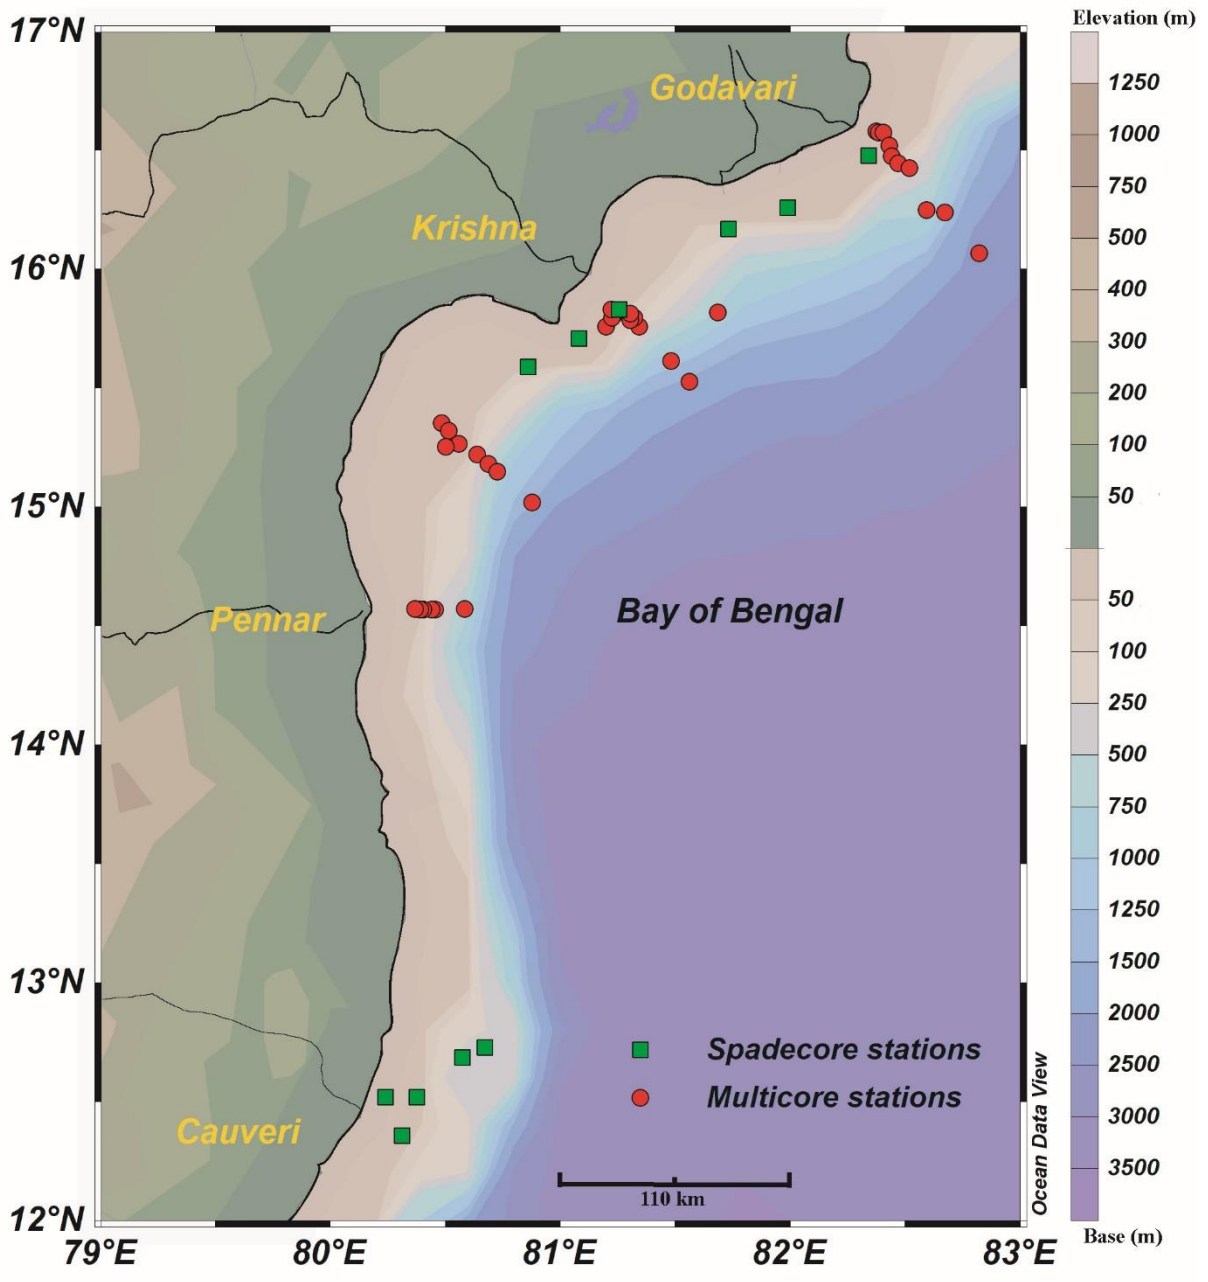 17°N
16°N
15°N
14°N
13°N
12°N
79°E
80°E
81°E
82°E
83°E
Godavari
Krishna
Pennar
Cauveri
Bay of Bengal
Spadecore stations
Multicore stations
110 km
Ocean Data View
Elevation (m)
1250
1000
750
500
400
300
200
100
50
50
100
250
500
750
1000
1250
1500
2000
2500
3000
3500
Base (m)